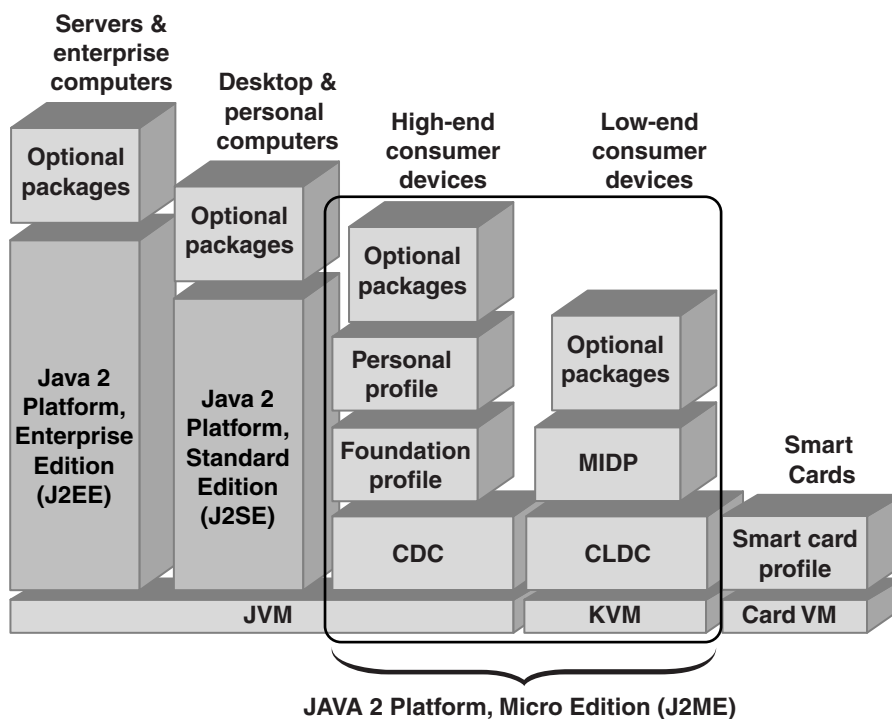 Servers &
enterprise
computers
Desktop &
personal
computers
High-end
consumer
devices
Low-end
consumer
devices
Optional
packages
Optional
packages
Optional
packages
Optional
packages
Java 2
Platform,
Enterprise
Edition
(J2EE)
Java 2
Platform,
Standard
Edition
(J2SE)
Personal
profile
Foundation
profile
CDC
MIDP
CLDC
Smart
Cards
Smart card
profile
JVM
KVM
Card VM
JAVA 2 Platform, Micro Edition (J2ME)